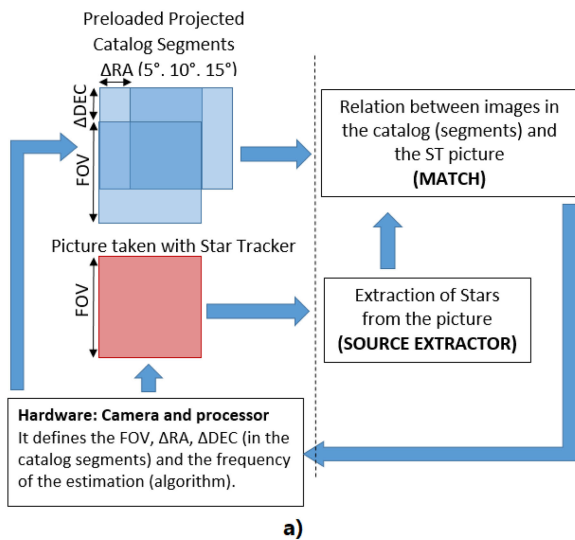 Preloaded Projected
Catalog Segments
ΔRA (5°, 10°, 15°)
ΔDEC
FOV
Relation between images in
the catalog (segments) and
the ST picture
(MATCH)
Picture taken with Star Tracker
FOV
Extraction of Stars
from the picture
(SOURCE EXTRACTOR)
Hardware: Camera and processor
It defines the FOV, ΔRA, ΔDEC (in the
catalog segments) and the frequency
of the estimation (algorithm).
a)